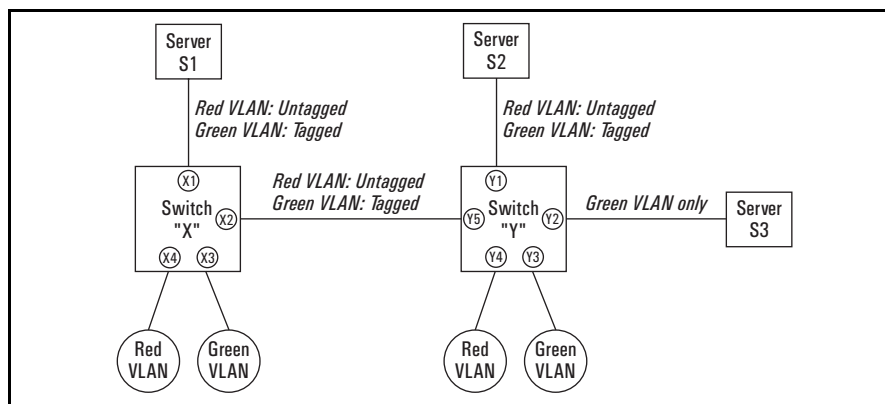 Server
S1
Server
S2
Red VLAN: Untagged
Green VLAN: Tagged
Red VLAN: Untagged
Green VLAN: Tagged
X1
Red VLAN: Untagged
Green VLAN: Tagged
Y1
Switch
"X"
X2
Y5
Switch
"Y"
Y2
Green VLAN only
Server
S3
X4
X3
Y4
Y3
Red
VLAN
Green
VLAN
Red
VLAN
Green
VLAN